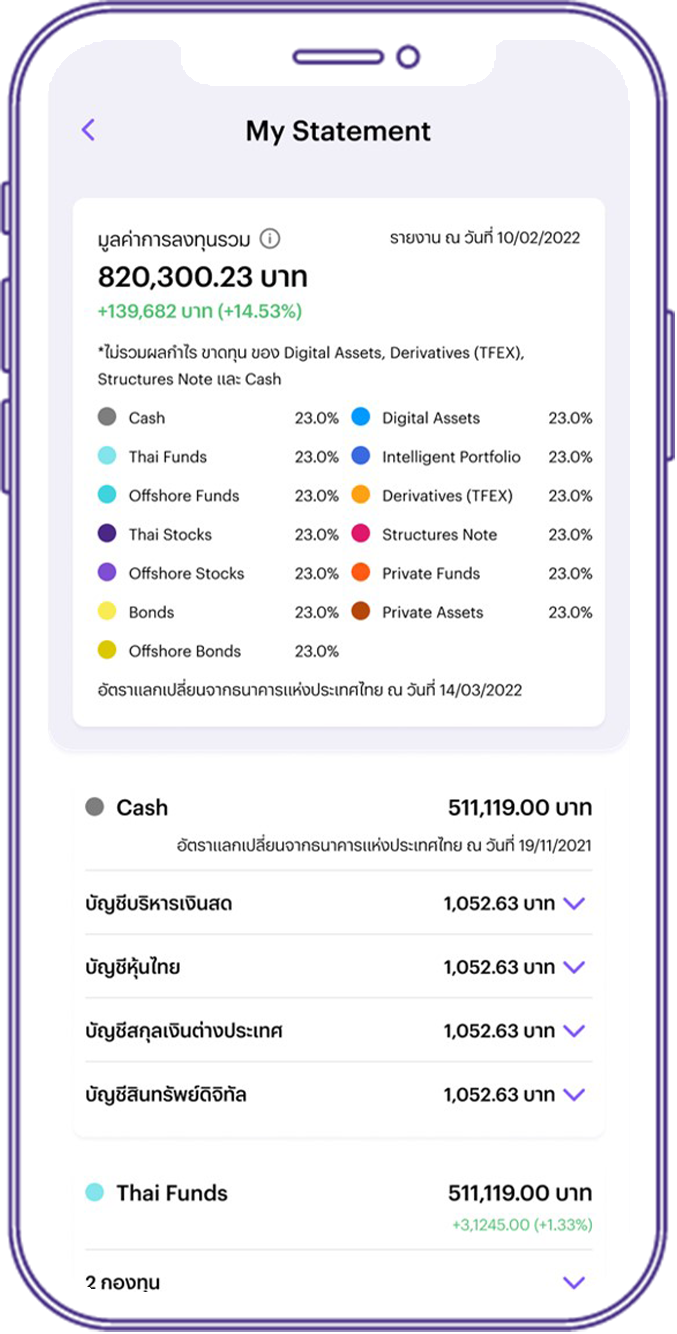 My Statement
มูลค่าการลงทุนรวม รายงาน ณ วันที่ 10/02/2022
820,300.23 บาท
+139,682 บาท (+14.53%)
*ไม่รวมผลกำไร ขาดทุน ของ Digital Assets, Derivatives (TFEX),
Structures Note และ Cash
Cash 23.0% Digital Assets 23.0%
Thai Funds 23.0% Intelligent Portfolio 23.0%
Offshore Funds 23.0% Derivatives (TFEX) 23.0%
Thai Stocks 23.0% Structures Note 23.0%
Offshore Stocks 23.0% Private Funds 23.0%
Bonds 23.0% Private Assets 23.0%
Offshore Bonds 23.0%
อัตราแลกเปลี่ยนจากธนาคารแห่งประเทศไทย ณ วันที่ 14/03/2022
Cash 511,119.00 บาท
อัตราแลกเปลี่ยนจากธนาคารแห่งประเทศไทย ณ วันที่ 19/11/2021
บัญชีบริหารเงินสด 1,052.63 บาท
บัญชีหุ้นไทย 1,052.63 บาท
บัญชีสกุลเงินต่างประเทศ 1,052.63 บาท
บัญชีสินทรัพย์ดิจิทัล 1,052.63 บาท
Thai Funds 511,119.00 บาท
+3,1245.00 (+1.33%)
2 กองทุน